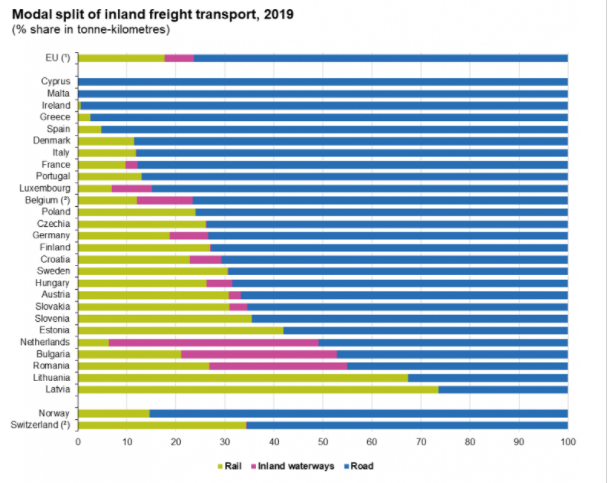 Modal split of inland freight transport, 2019
(% share in tonne-kilometres)
EU (¹)
Cyprus
Malta
Ireland
Greece
Spain
Denmark
Italy
France
Portugal
Luxembourg
Belgium (²)
Poland
Czechia
Germany
Finland
Croatia
Sweden
Hungary
Austria
Slovakia
Slovenia
Estonia
Netherlands
Bulgaria
Romania
Lithuania
Latvia
Norway
Switzerland (²)
0 10 20 30 40 50 60 70 80 90 100
Rail Inland waterways Road